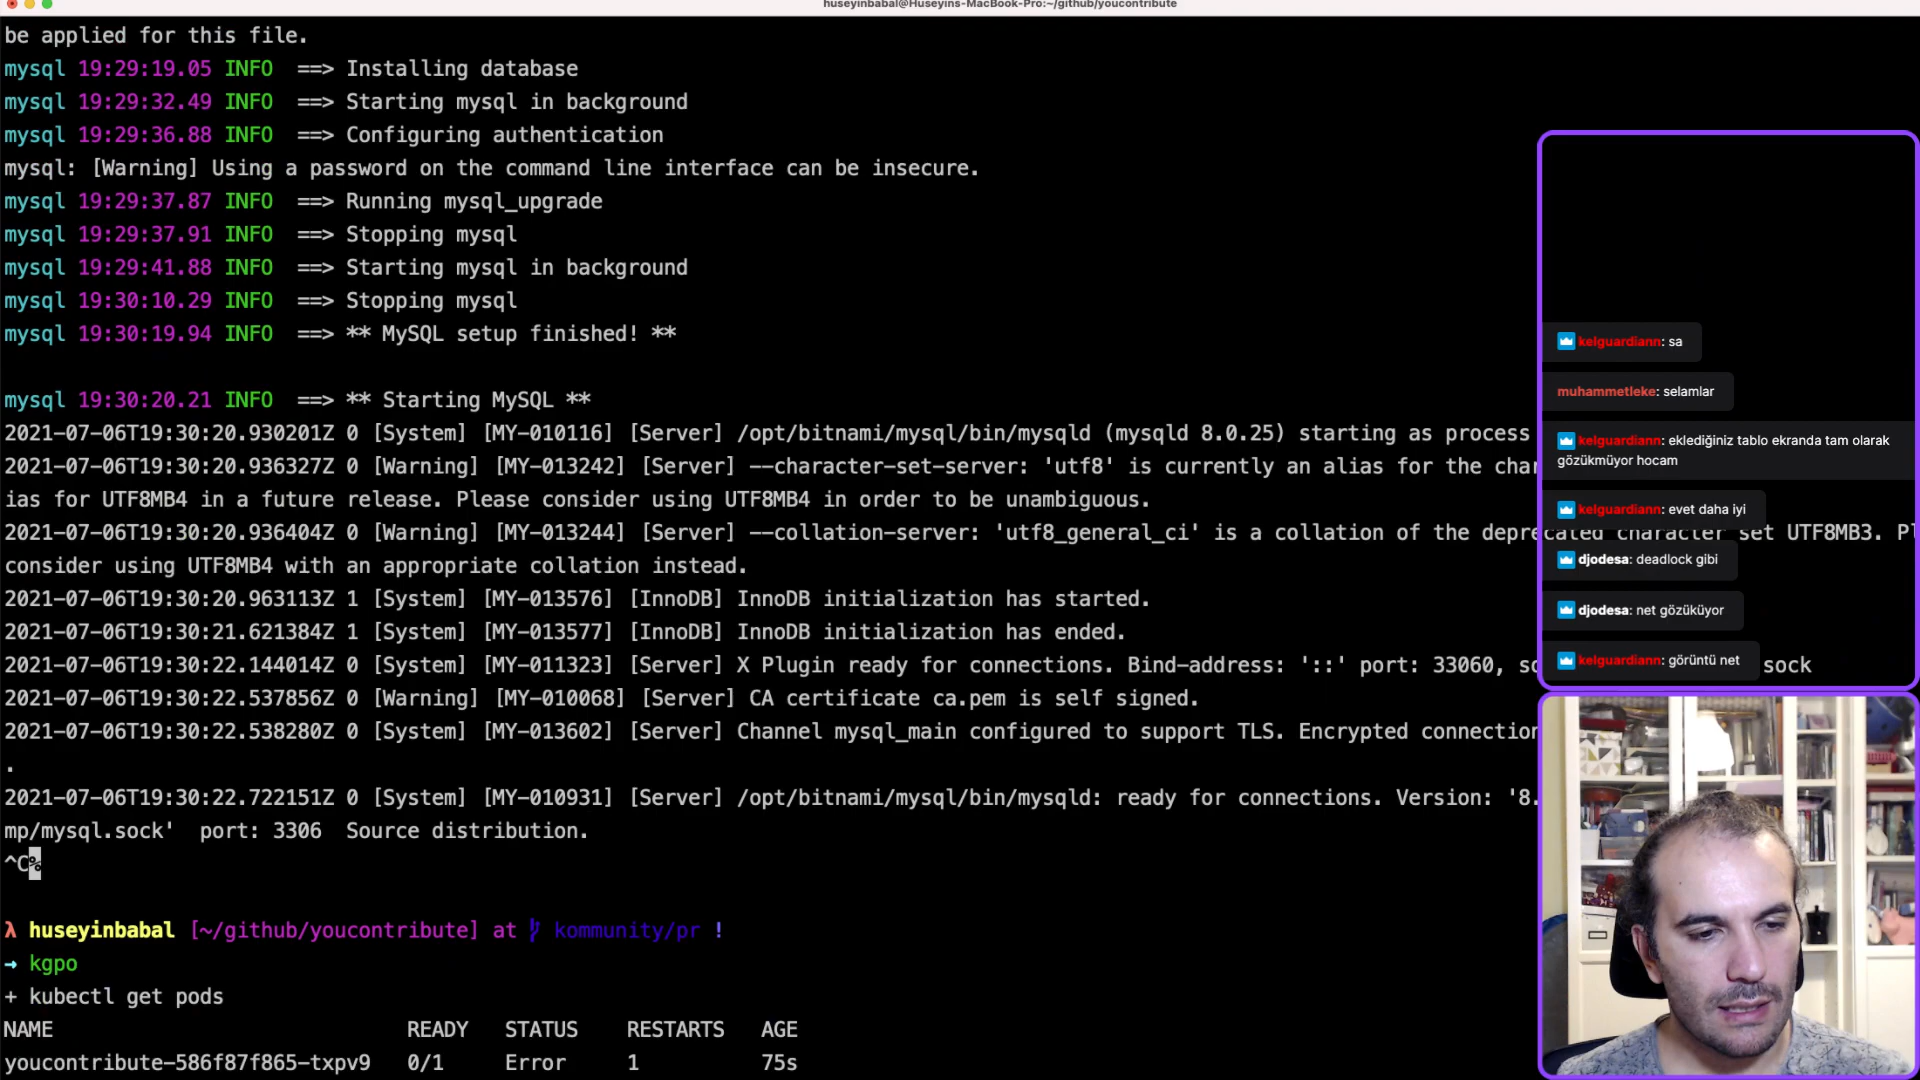 huseyinbabal@Huseyins-MacBook-Pro:~/github/youcontribute
be applied for this file.
mysql 19:29:19.05 INFO  ==> Installing database
mysql 19:29:32.49 INFO  ==> Starting mysql in background
mysql 19:29:36.88 INFO  ==> Configuring authentication
mysql: [Warning] Using a password on the command line interface can be insecure.
mysql 19:29:37.87 INFO  ==> Running mysql_upgrade
mysql 19:29:37.91 INFO  ==> Stopping mysql
mysql 19:29:41.88 INFO  ==> Starting mysql in background
mysql 19:30:10.29 INFO  ==> Stopping mysql
mysql 19:30:19.94 INFO  ==> ** MySQL setup finished! **
mysql 19:30:20.21 INFO  ==> ** Starting MySQL **
2021-07-06T19:30:20.930201Z 0 [System] [MY-010116] [Server] /opt/bitnami/mysql/bin/mysqld (mysqld 8.0.25) starting as process
2021-07-06T19:30:20.936327Z 0 [Warning] [MY-013242] [Server] --character-set-server: 'utf8' is currently an alias for the char
ias for UTF8MB4 in a future release. Please consider using UTF8MB4 in order to be unambiguous.
2021-07-06T19:30:20.936404Z 0 [Warning] [MY-013244] [Server] --collation-server: 'utf8_general_ci' is a collation of the deprecated character set UTF8MB3. Pl
consider using UTF8MB4 with an appropriate collation instead.
2021-07-06T19:30:20.963113Z 1 [System] [MY-013576] [InnoDB] InnoDB initialization has started.
2021-07-06T19:30:21.621384Z 1 [System] [MY-013577] [InnoDB] InnoDB initialization has ended.
2021-07-06T19:30:22.144014Z 0 [System] [MY-011323] [Server] X Plugin ready for connections. Bind-address: '::' port: 33060, so sock
2021-07-06T19:30:22.537856Z 0 [Warning] [MY-010068] [Server] CA certificate ca.pem is self signed.
2021-07-06T19:30:22.538280Z 0 [System] [MY-013602] [Server] Channel mysql_main configured to support TLS. Encrypted connection
.
2021-07-06T19:30:22.722151Z 0 [System] [MY-010931] [Server] /opt/bitnami/mysql/bin/mysqld: ready for connections. Version: '8.
mp/mysql.sock'  port: 3306  Source distribution.
^C%
λ huseyinbabal [~/github/youcontribute] at kommunity/pr !
→ kgpo
+ kubectl get pods
NAME READY STATUS RESTARTS AGE
youcontribute-586f87f865-txpv9 0/1 Error 1 75s
kelguardiann: sa
muhammetleke: selamlar
kelguardiann: eklediğiniz tablo ekranda tam olarak
gözükmüyor hocam
kelguardiann: evet daha iyi
djodesa: deadlock gibi
djodesa: net gözüküyor
kelguardiann: görüntü net